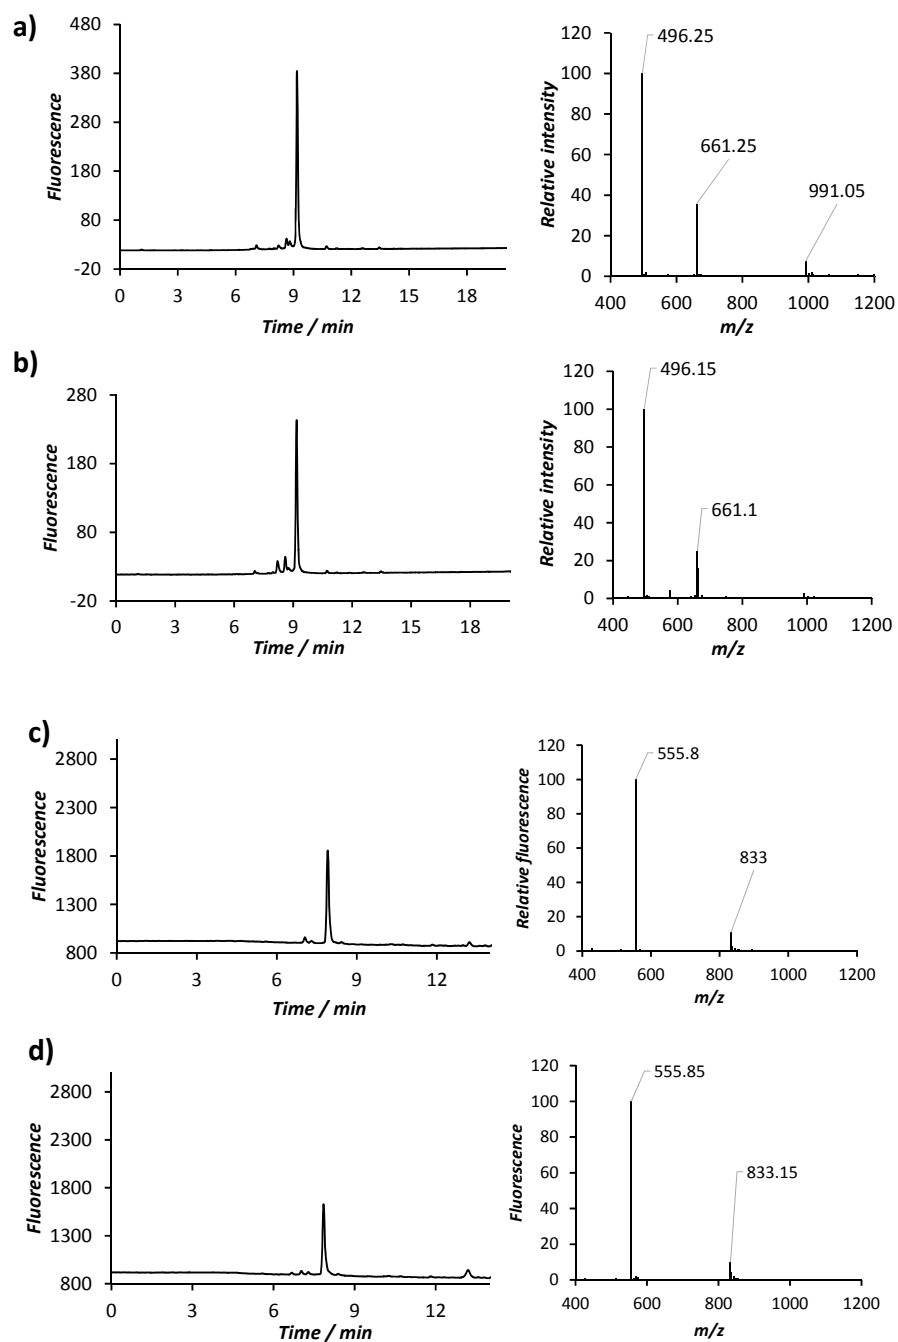 a)
480
380
280
180
80
-20
Fluorescence
0 3 6 9 12 15 18
Time / min
120
100
80
60
40
20
0
Relative intensity
496.25
661.25
991.05
400 600 800 1000 1200
m/z
b)
280
180
80
-20
Fluorescence
0 3 6 9 12 15 18
Time / min
120
100
80
60
40
20
0
Relative intensity
496.15
661.1
400 600 800 1000 1200
m/z
c)
2800
2300
1800
1300
800
Fluorescence
0 3 6 9 12
Time / min
120
100
80
60
40
20
0
Relative fluorescence
555.8
833
400 600 800 1000 1200
m/z
d)
2800
2300
1800
1300
800
Fluorescence
0 3 6 9 12
Time / min
120
100
80
60
40
20
0
Fluorescence
555.85
833.15
400 600 800 1000 1200
m/z